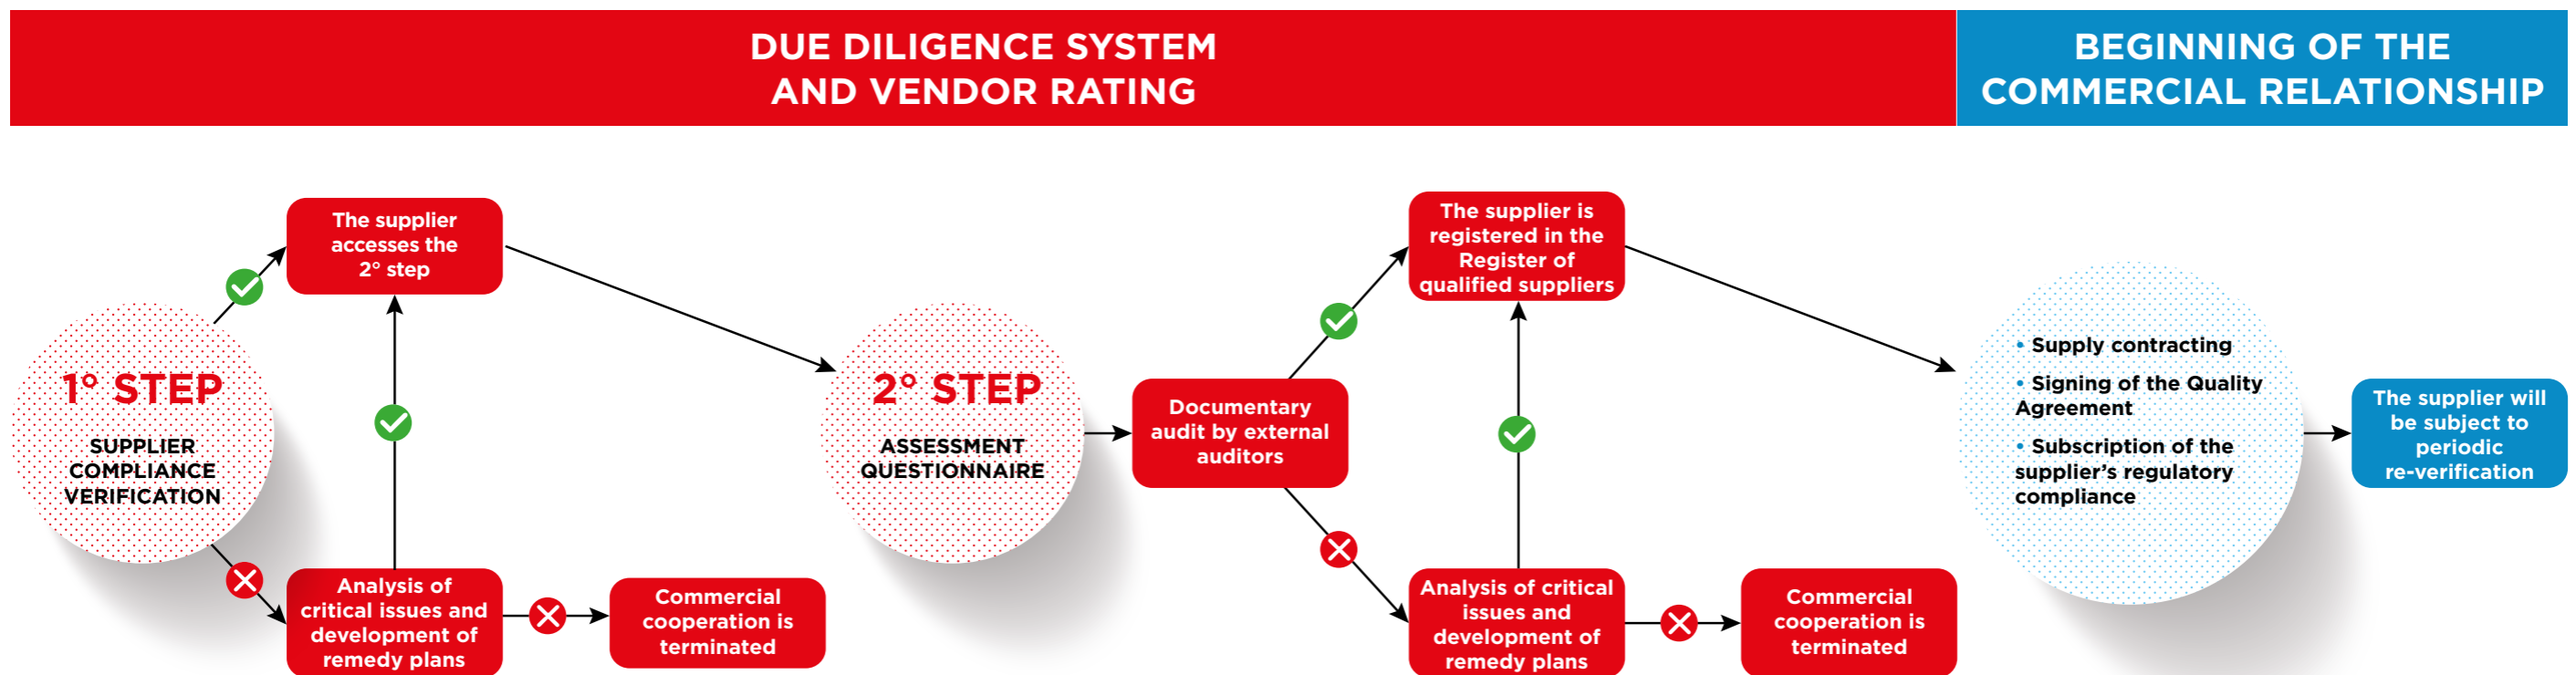 DUE DILIGENCE SYSTEM
AND VENDOR RATING
BEGINNING OF THE
COMMERCIAL RELATIONSHIP
1° STEP
SUPPLIER
COMPLIANCE
VERIFICATION
The supplier
accesses the
2° step
Analysis of
critical issues and
development of
remedy plans
Commercial
cooperation is
terminated
2° STEP
ASSESSMENT
QUESTIONNAIRE
Documentary
audit by external
auditors
The supplier is
registered in the
Register of
qualified suppliers
Analysis of critical
issues and
development of
remedy plans
Commercial
cooperation is
terminated
• Supply contracting
• Signing of the Quality
Agreement
• Subscription of the
supplier's regulatory
compliance
The supplier will
be subject to
periodic
re-verification